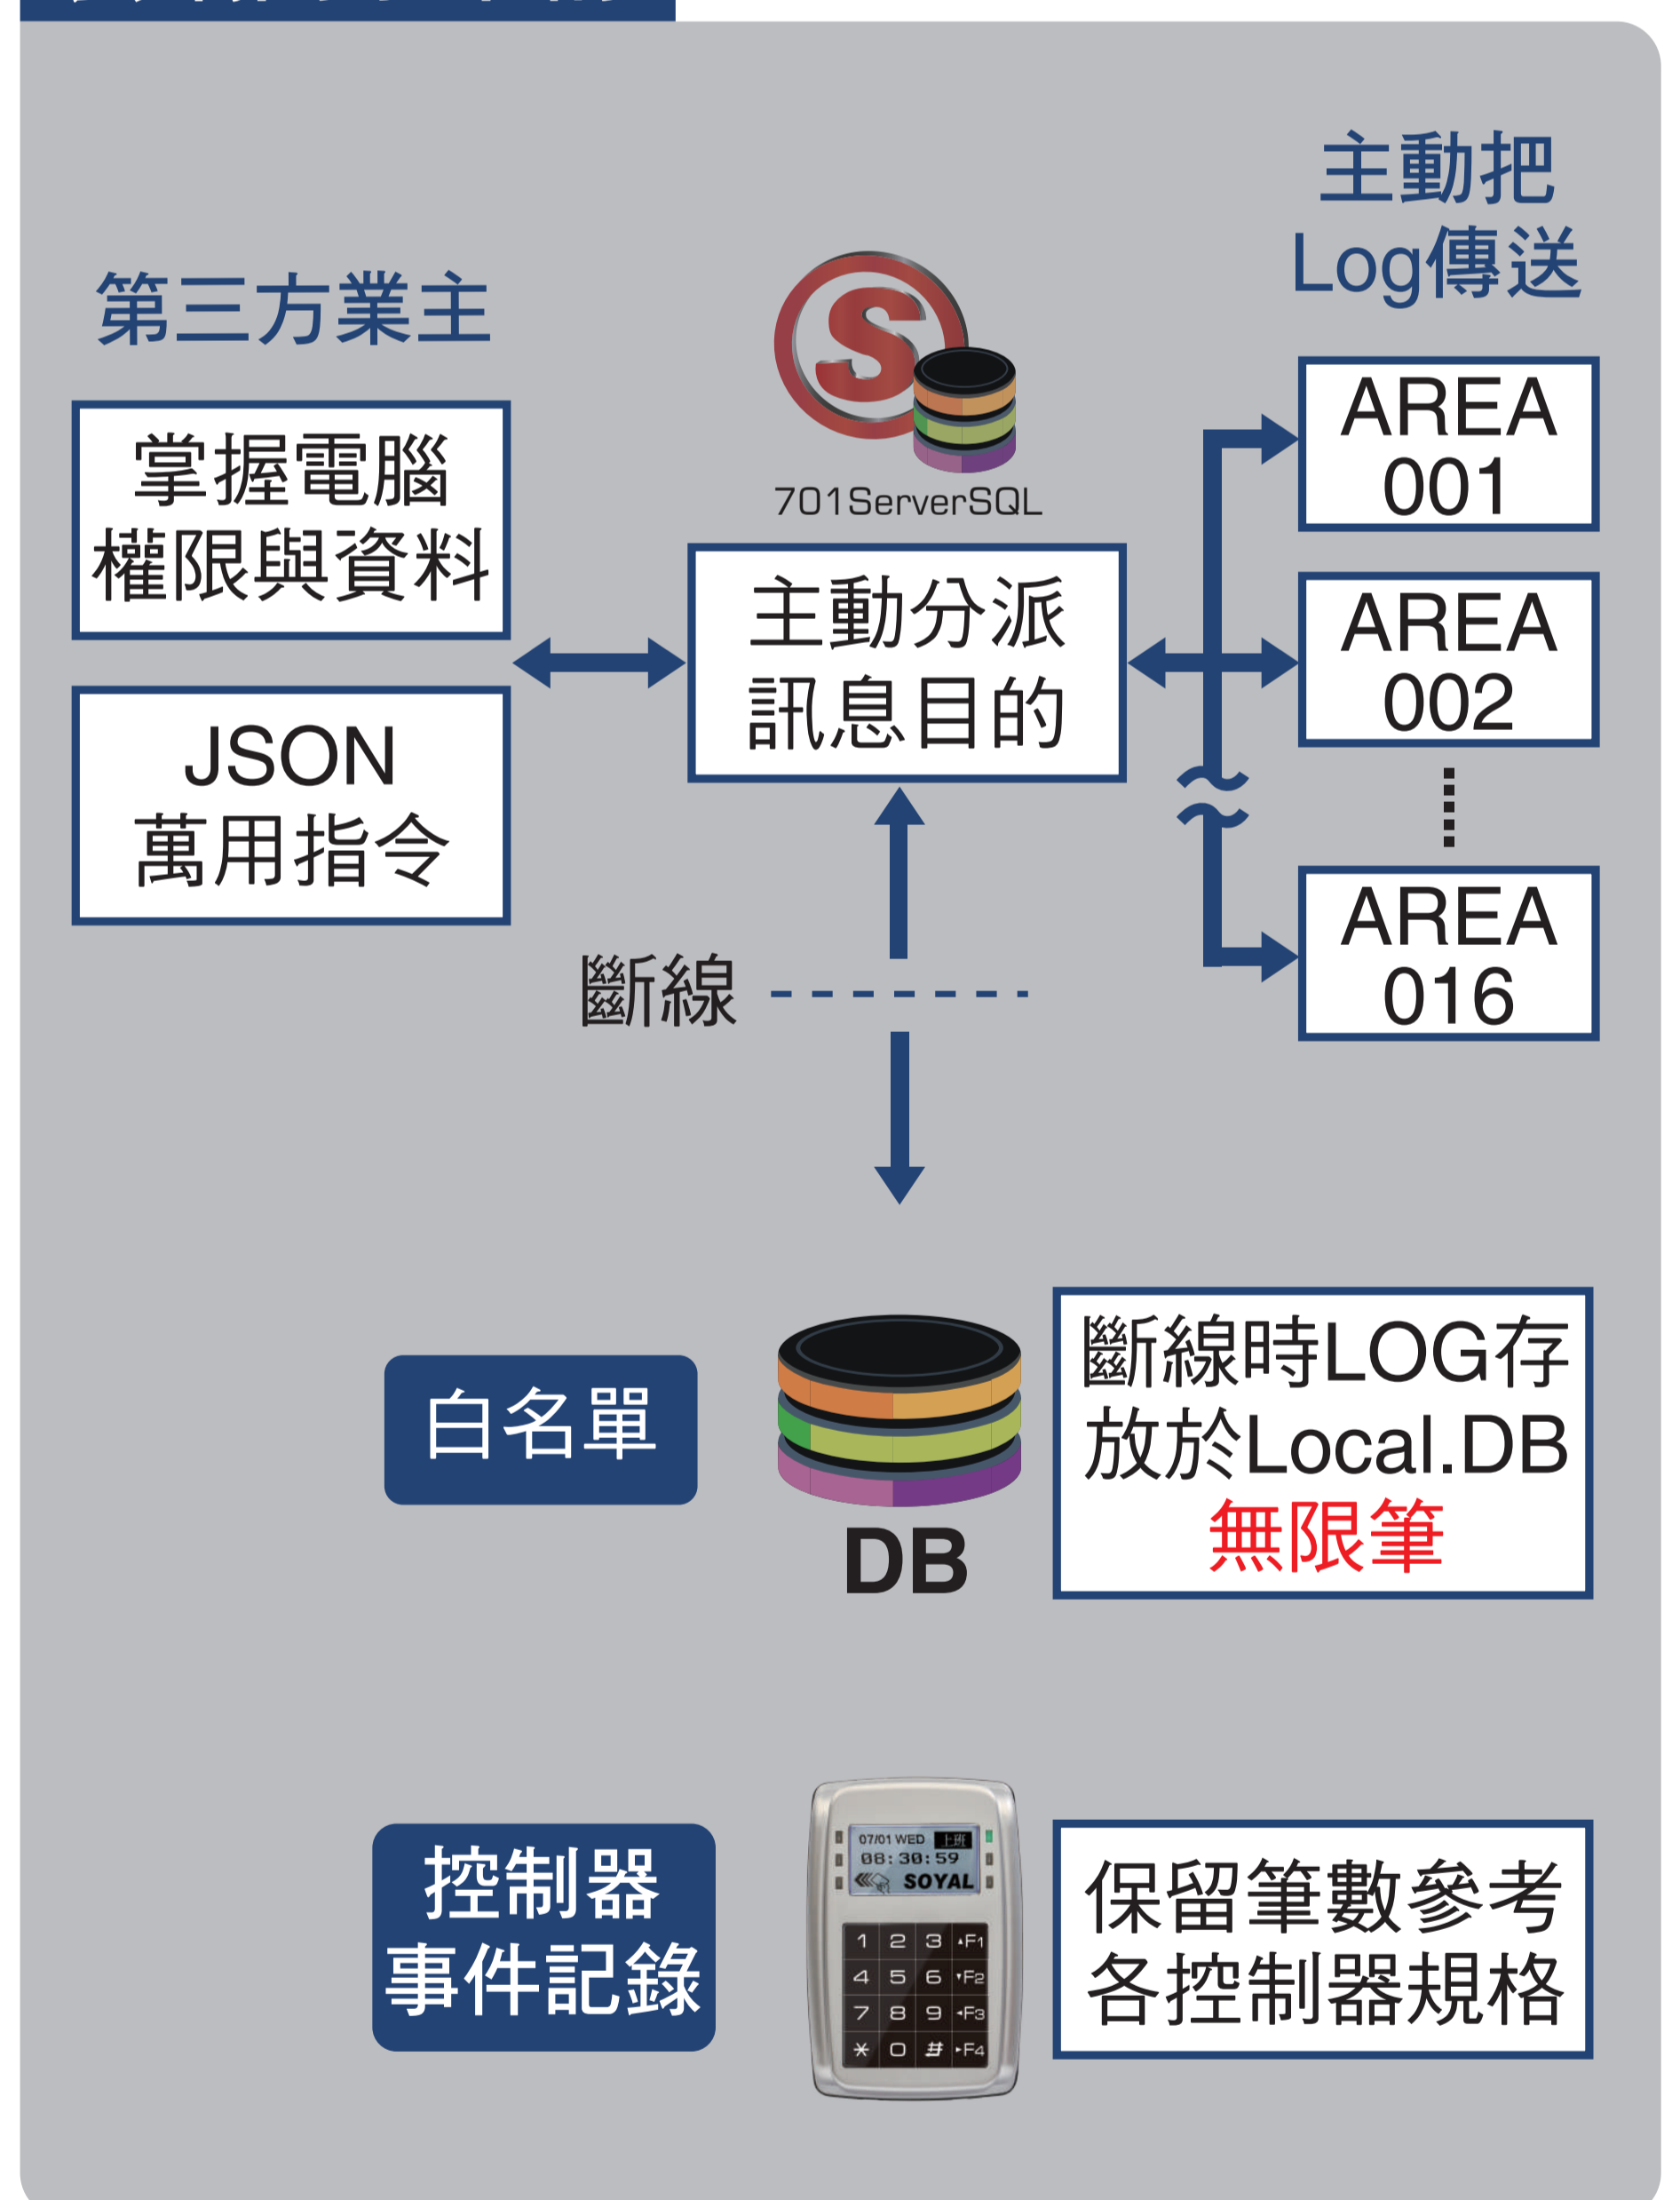 第三方業主
掌握電腦
權限與資料
JSON
萬用指令
701ServerSQL
主動分派
訊息目的
主動把
Log傳送
AREA
001
AREA
002
AREA
016
斷線
白名單
DB
斷線時LOG存
放於Local.DB
無限筆
控制器
事件記錄
07/01 WED 上班
08:30:59
SOYAL
1 2 3 ▲F1
4 5 6 ▼F2
7 8 9 ◄F3
* 0 # ►F4
保留筆數參考
各控制器規格